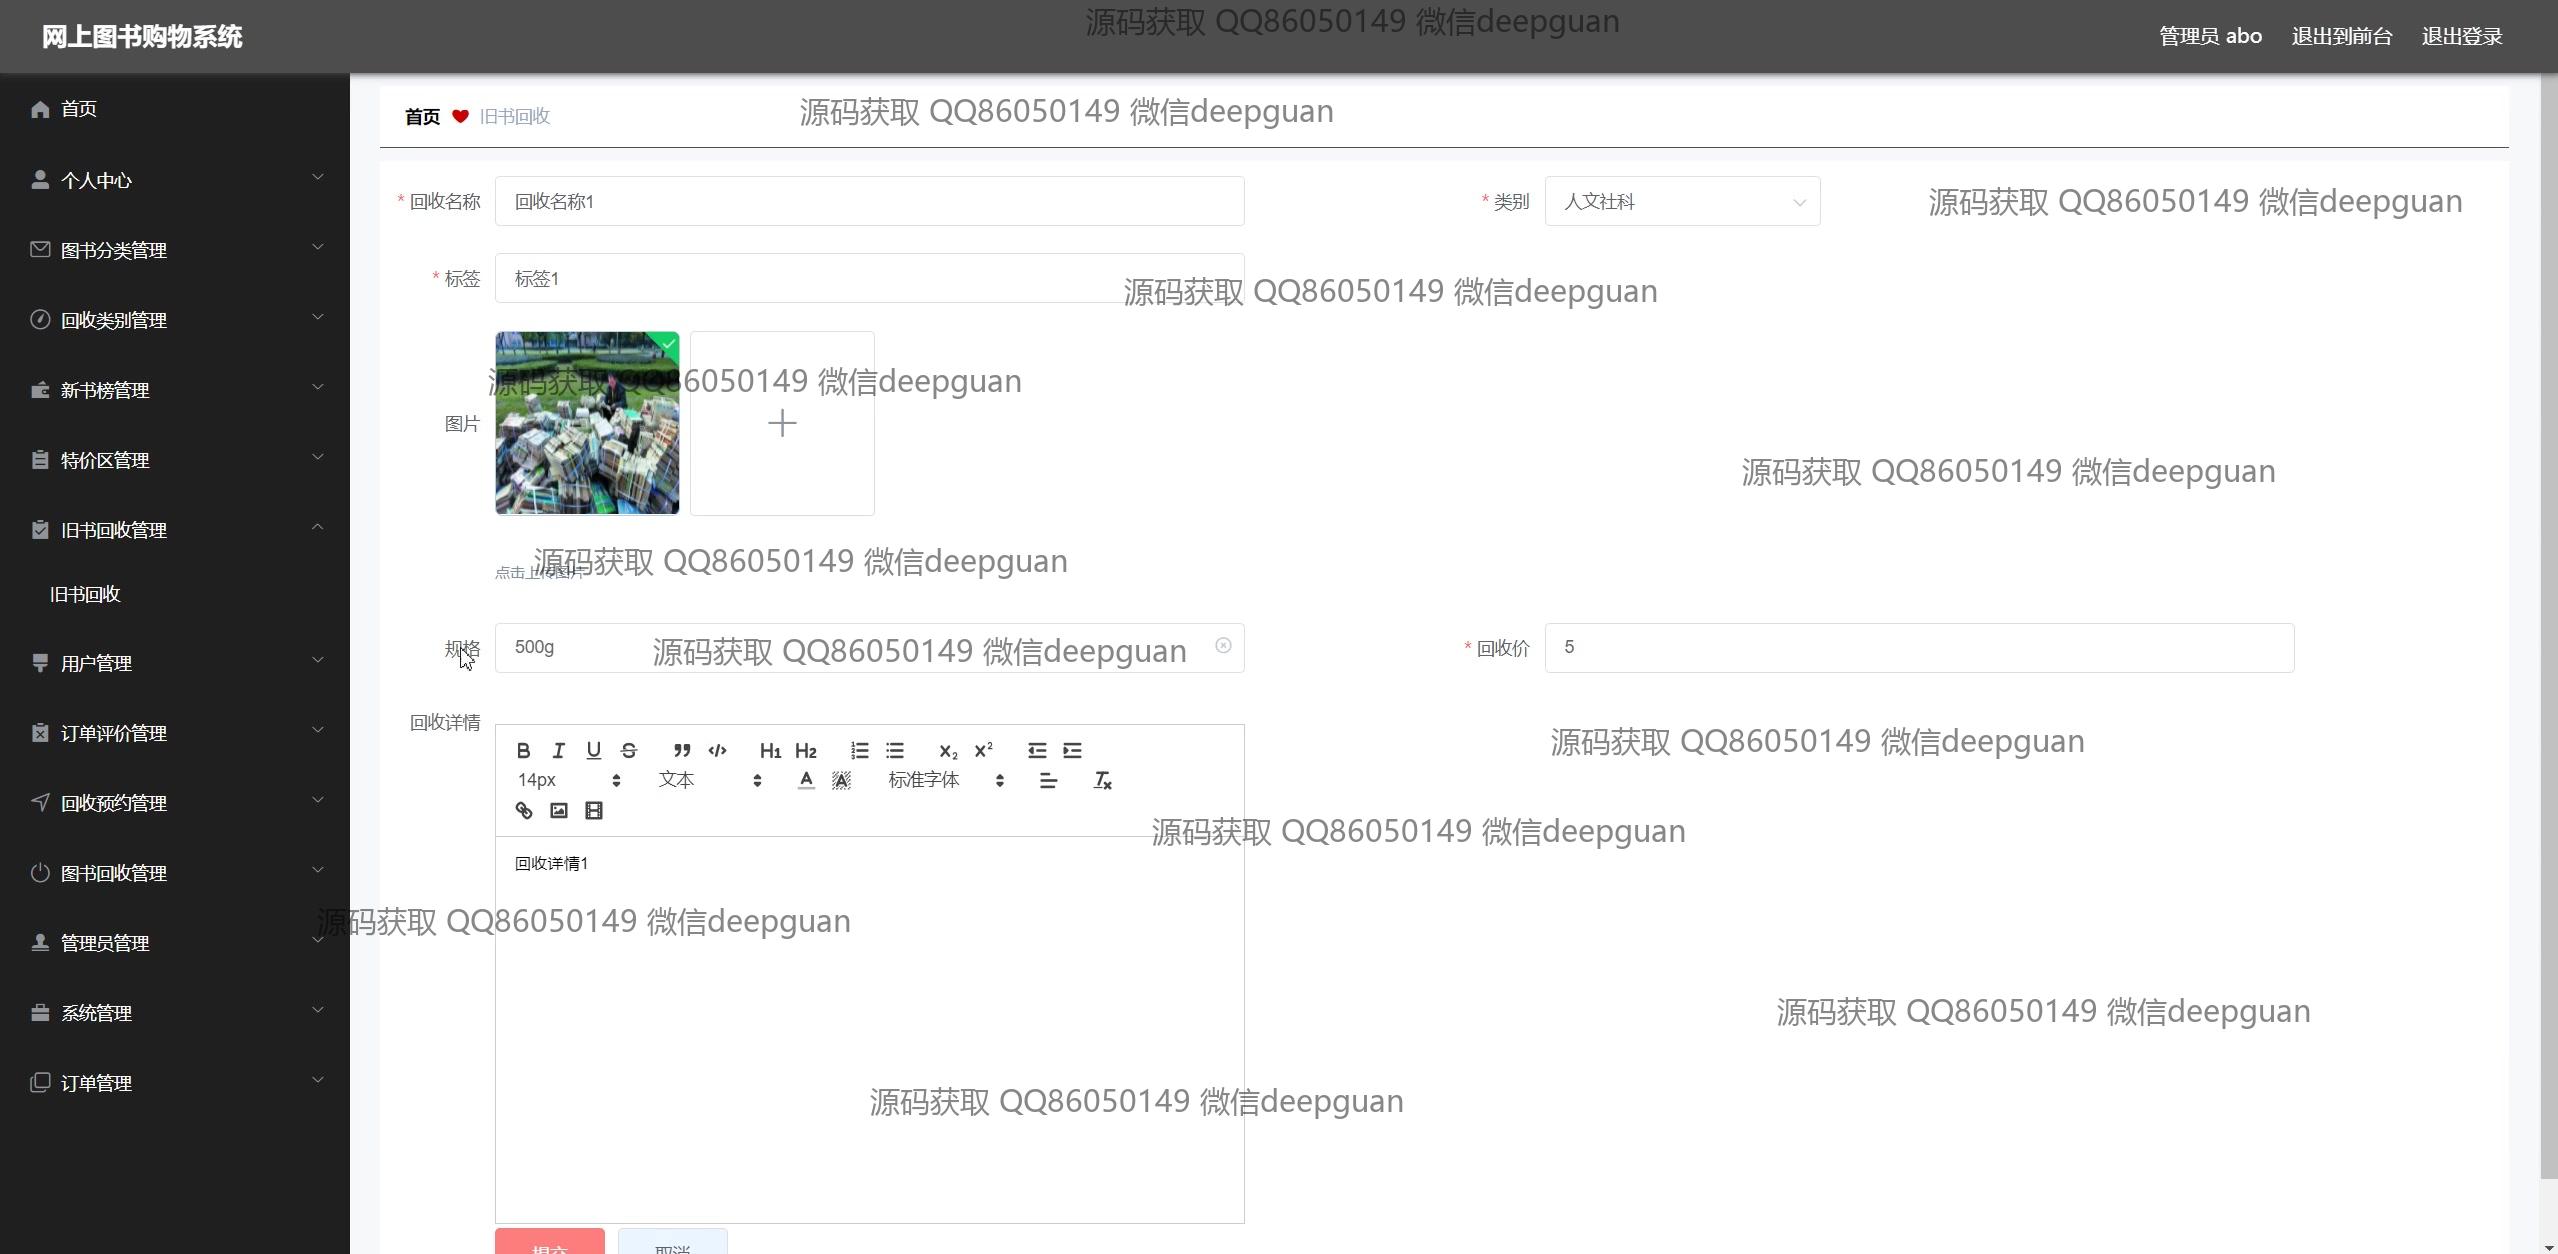 网上图书购物系统
源码获取 QQ86050149 微信deepguan
管理员 abo
退出到前台
退出登录
首页
个人中心
图书分类管理
回收类别管理
新书榜管理
特价区管理
旧书回收管理
旧书回收
用户管理
订单评价管理
回收预约管理
图书回收管理
管理员管理
系统管理
订单管理
首页 旧书回收
源码获取 QQ86050149 微信deepguan
* 回收名称 回收名称1
* 类别 人文社科
源码获取 QQ86050149 微信deepguan
* 标签 标签1
源码获取 QQ86050149 微信deepguan
源码获取 QQ86050149 微信deepguan
图片
源码获取 QQ86050149 微信deepguan
源码获取 QQ86050149 微信deepguan
点击上传图片
规格 500g
源码获取 QQ86050149 微信deepguan
* 回收价 5
回收详情
源码获取 QQ86050149 微信deepguan
B I U S H1 H2 X2 X2
14px 文本 A A 标准字体 Tx
源码获取 QQ86050149 微信deepguan
回收详情1
源码获取 QQ86050149 微信deepguan
源码获取 QQ86050149 微信deepguan
源码获取 QQ86050149 微信deepguan
提交 取消